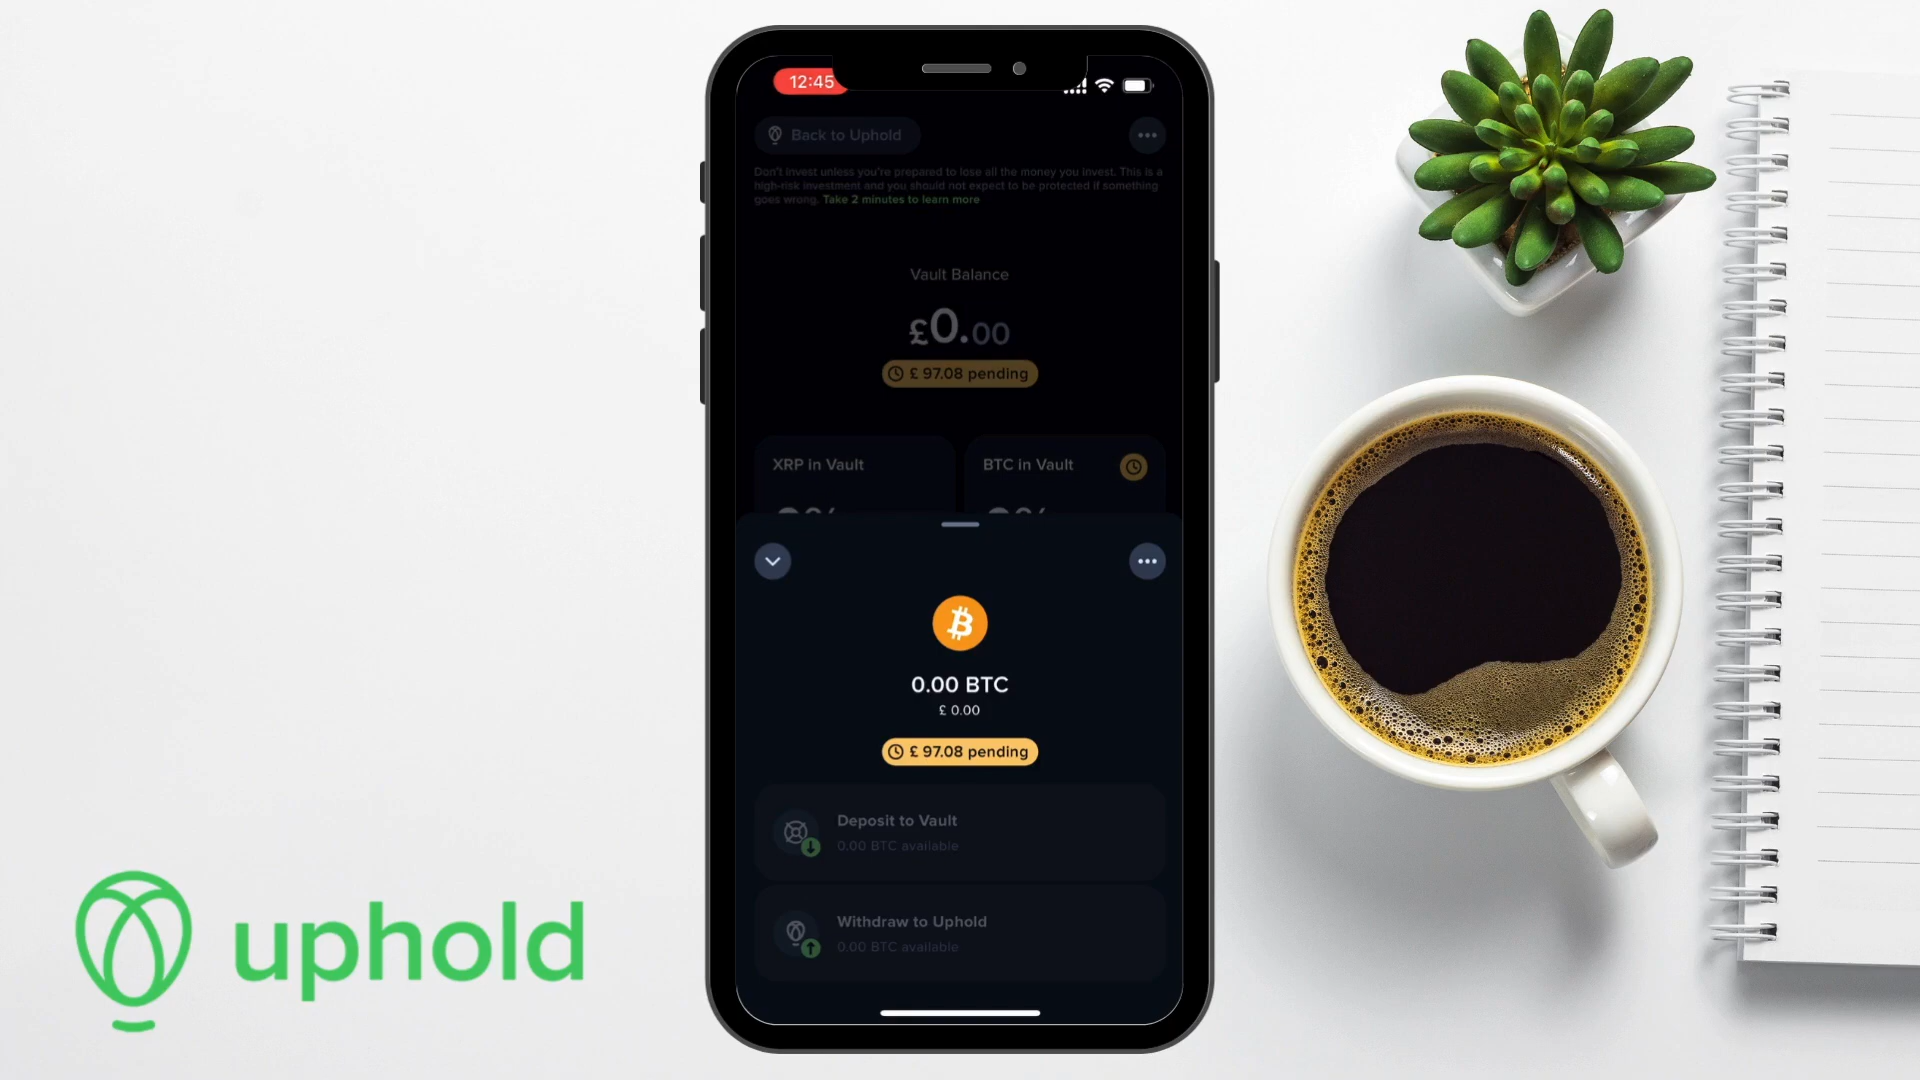 12:45
Back to Uphold
Don't invest unless you're prepared to lose all the money you invest. This is a
high-risk investment and you should not expect to be protected if something
goes wrong. Take 2 minutes to learn more
Vault Balance
£0.00
£ 97.08 pending
XRP in Vault
BTC in Vault
0.00 BTC
£ 0.00
£ 97.08 pending
Deposit to Vault
0.00 BTC available
Withdraw to Uphold
0.00 BTC available
uphold